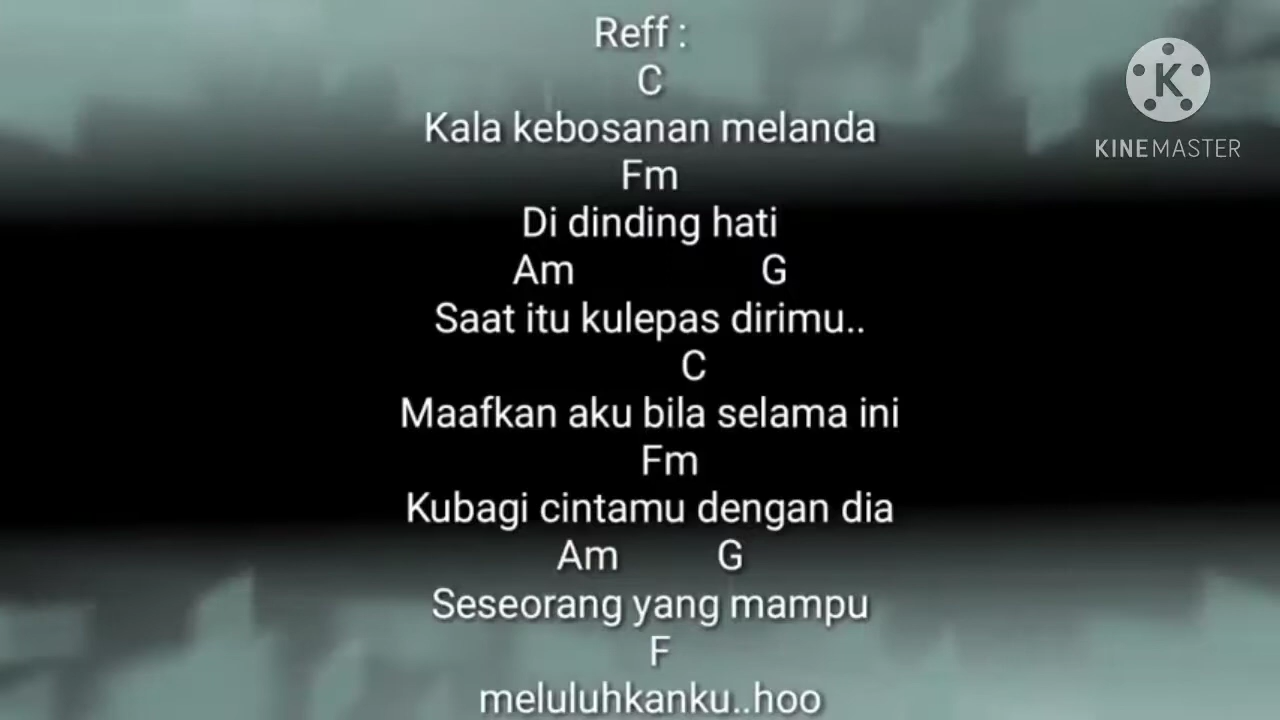 Reff :
C
Kala kebosanan melanda
Fm
Di dinding hati
Am G
Saat itu kulepas dirimu..
C
Maafkan aku bila selama ini
Fm
Kubagi cintamu dengan dia
Am G
Seseorang yang mampu
F
meluluhkanku..hoo
K
KINEMASTER